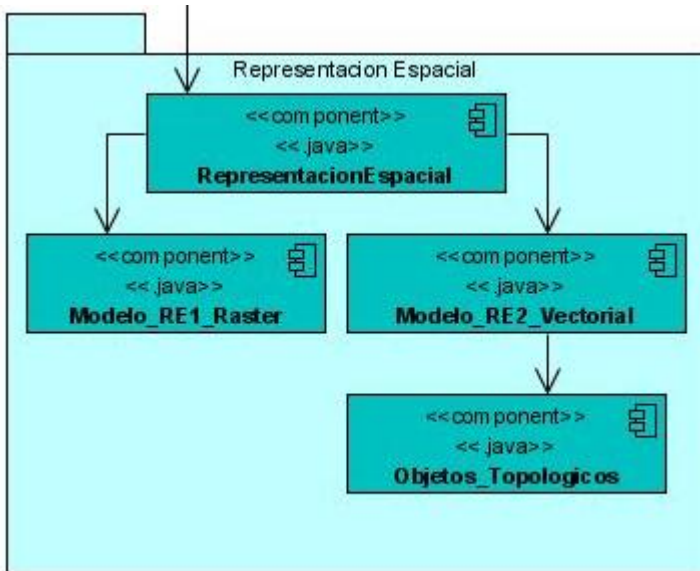 Representacion Espacial
<<component>>
<<.java>>
RepresentacionEspacial
<<component>>
<<.java>>
Modelo_RE1_Raster
<<component>>
<<.java>>
Modelo_RE2_Vectorial
<<component>>
<<.java>>
Objetos_Topologicos